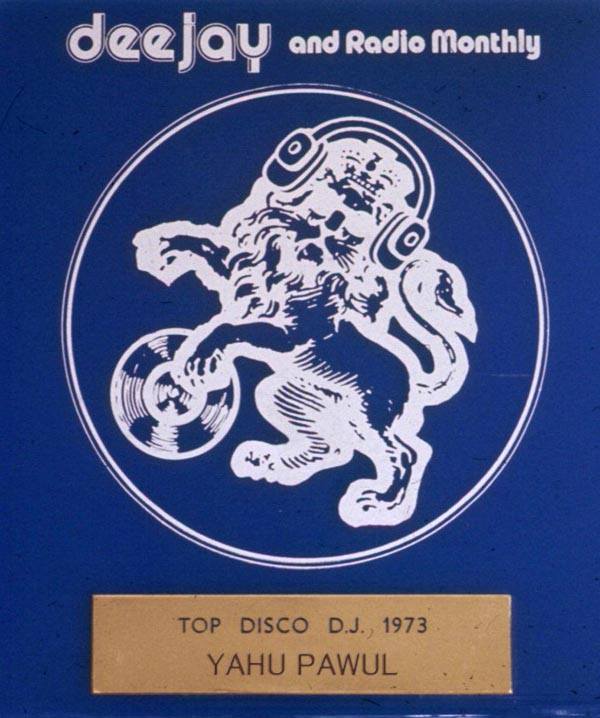 deejay and Radio Monthly
TOP DISCO D.J. 1973
YAHU PAWUL